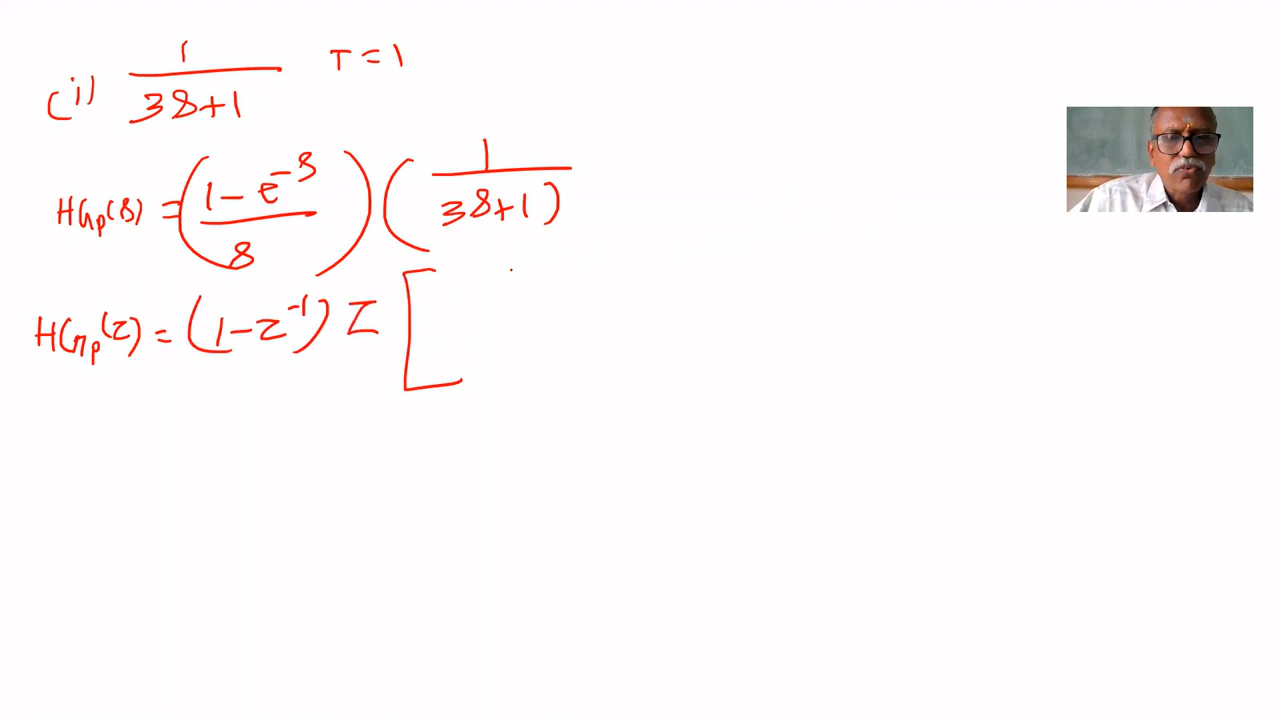 (i) 1/(3s+1) T = 1
HGp(s) = ((1 - e^-s)/s) (1/(3s+1))
HGp(z) = (1 - z^-1) Z [